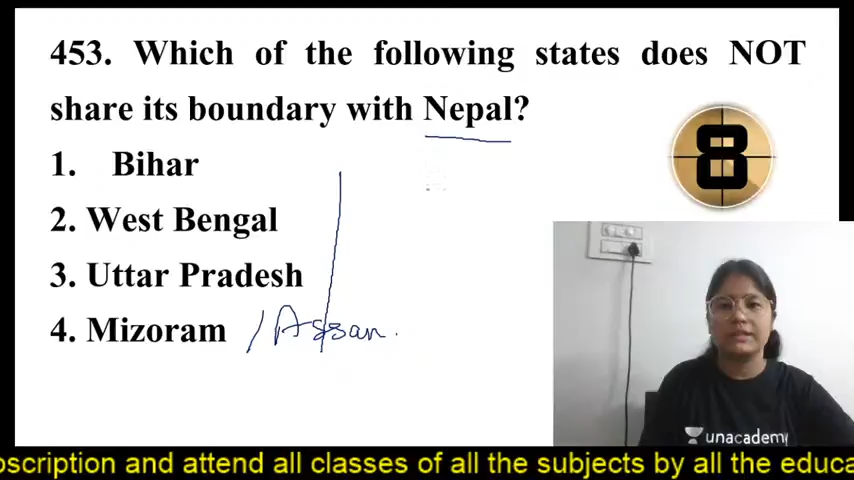 453. Which of the following states does NOT
share its boundary with Nepal?
8
1. Bihar
2. West Bengal
3. Uttar Pradesh
4. Mizoram / Assam.
unacademy
oscription and attend all classes of all the subjects by all the educa